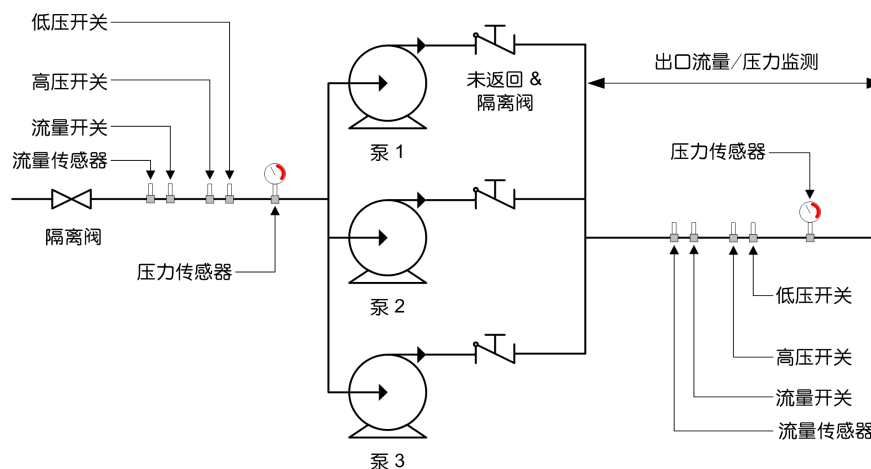 低压开关
高压开关
流量开关
流量传感器
隔离阀
压力传感器
泵 1
未返回 &
隔离阀
泵 2
泵 3
出口流量/压力监测
压力传感器
低压开关
高压开关
流量开关
流量传感器